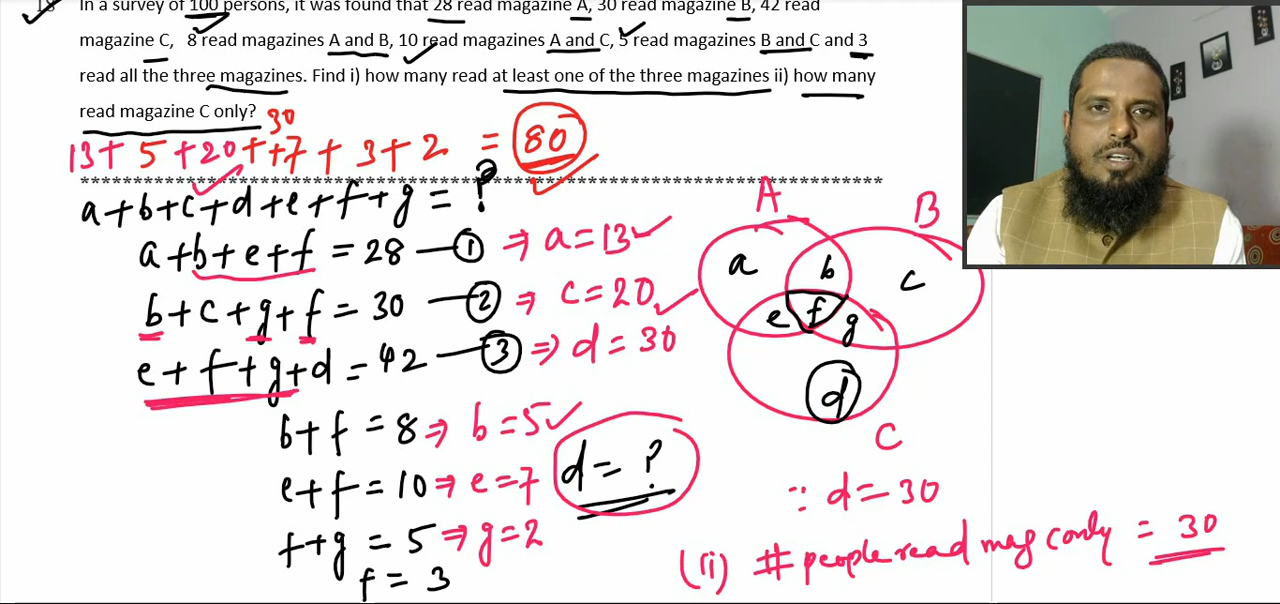 18 In a survey of 100 persons, it was found that 28 read magazine A, 30 read magazine B, 42 read
magazine C, 8 read magazines A and B, 10 read magazines A and C, 5 read magazines B and C and 3
read all the three magazines. Find i) how many read at least one of the three magazines ii) how many
read magazine C only?
30
13 + 5 + 20 + + 7 + 3 + 2 = 80
********************************************************************************
a + b + c + d + e + f + g = ?
a + b + e + f = 28 — ① ⇒ a = 13
b + c + g + f = 30 — ② ⇒ c = 20
e + f + g + d = 42 — ③ ⇒ d = 30
b + f = 8 ⇒ b = 5
e + f = 10 ⇒ e = 7
d = ?
f + g = 5 ⇒ g = 2
f = 3
A
B
a b c
e f g
d
C
∵ d = 30
(ii) # people read mag C only = 30